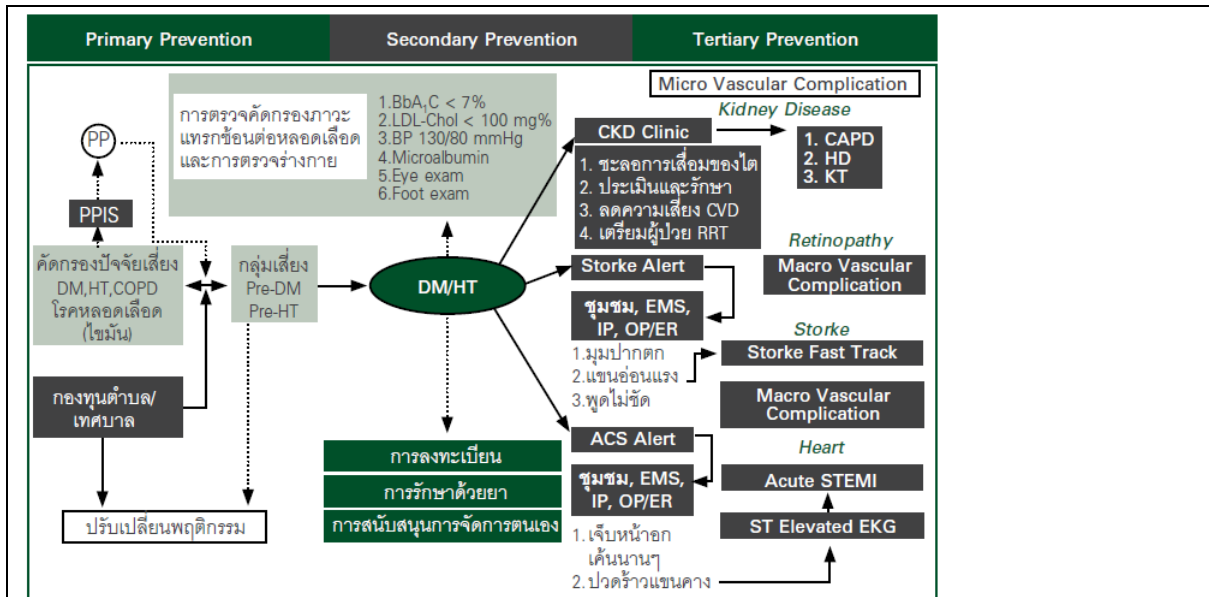 Primary Prevention
Secondary Prevention
Tertiary Prevention
Micro Vascular Complication
การตรวจคัดกรองภาวะ
แทรกซ้อนต่อหลอดเลือด
และการตรวจร่างกาย
1.BbA₁C < 7%
2.LDL-Chol < 100 mg%
3.BP 130/80 mmHg
4.Microalbumin
5.Eye exam
6.Foot exam
PP
PPIS
คัดกรองปัจจัยเสี่ยง
DM,HT,COPD
โรคหลอดเลือด
(ไขมัน)
กลุ่มเสี่ยง
Pre-DM
Pre-HT
DM/HT
กองทุนตำบล/
เทศบาล
ปรับเปลี่ยนพฤติกรรม
การลงทะเบียน
การรักษาด้วยยา
การสนับสนุนการจัดการตนเอง
CKD Clinic
1. ชะลอการเสื่อมของไต
2. ประเมินและรักษา
3. ลดความเสี่ยง CVD
4. เตรียมผู้ป่วย RRT
Kidney Disease
1. CAPD
2. HD
3. KT
Retinopathy
Macro Vascular
Complication
Storke Alert
ชุมชม, EMS,
IP, OP/ER
1.มุมปากตก
2.แขนอ่อนแรง
3.พูดไม่ชัด
Storke
Storke Fast Track
Macro Vascular
Complication
Heart
ACS Alert
ชุมชม, EMS,
IP, OP/ER
1. เจ็บหน้าอก
เค้นนานๆ
2.ปวดร้าวแขนคาง
Acute STEMI
ST Elevated EKG